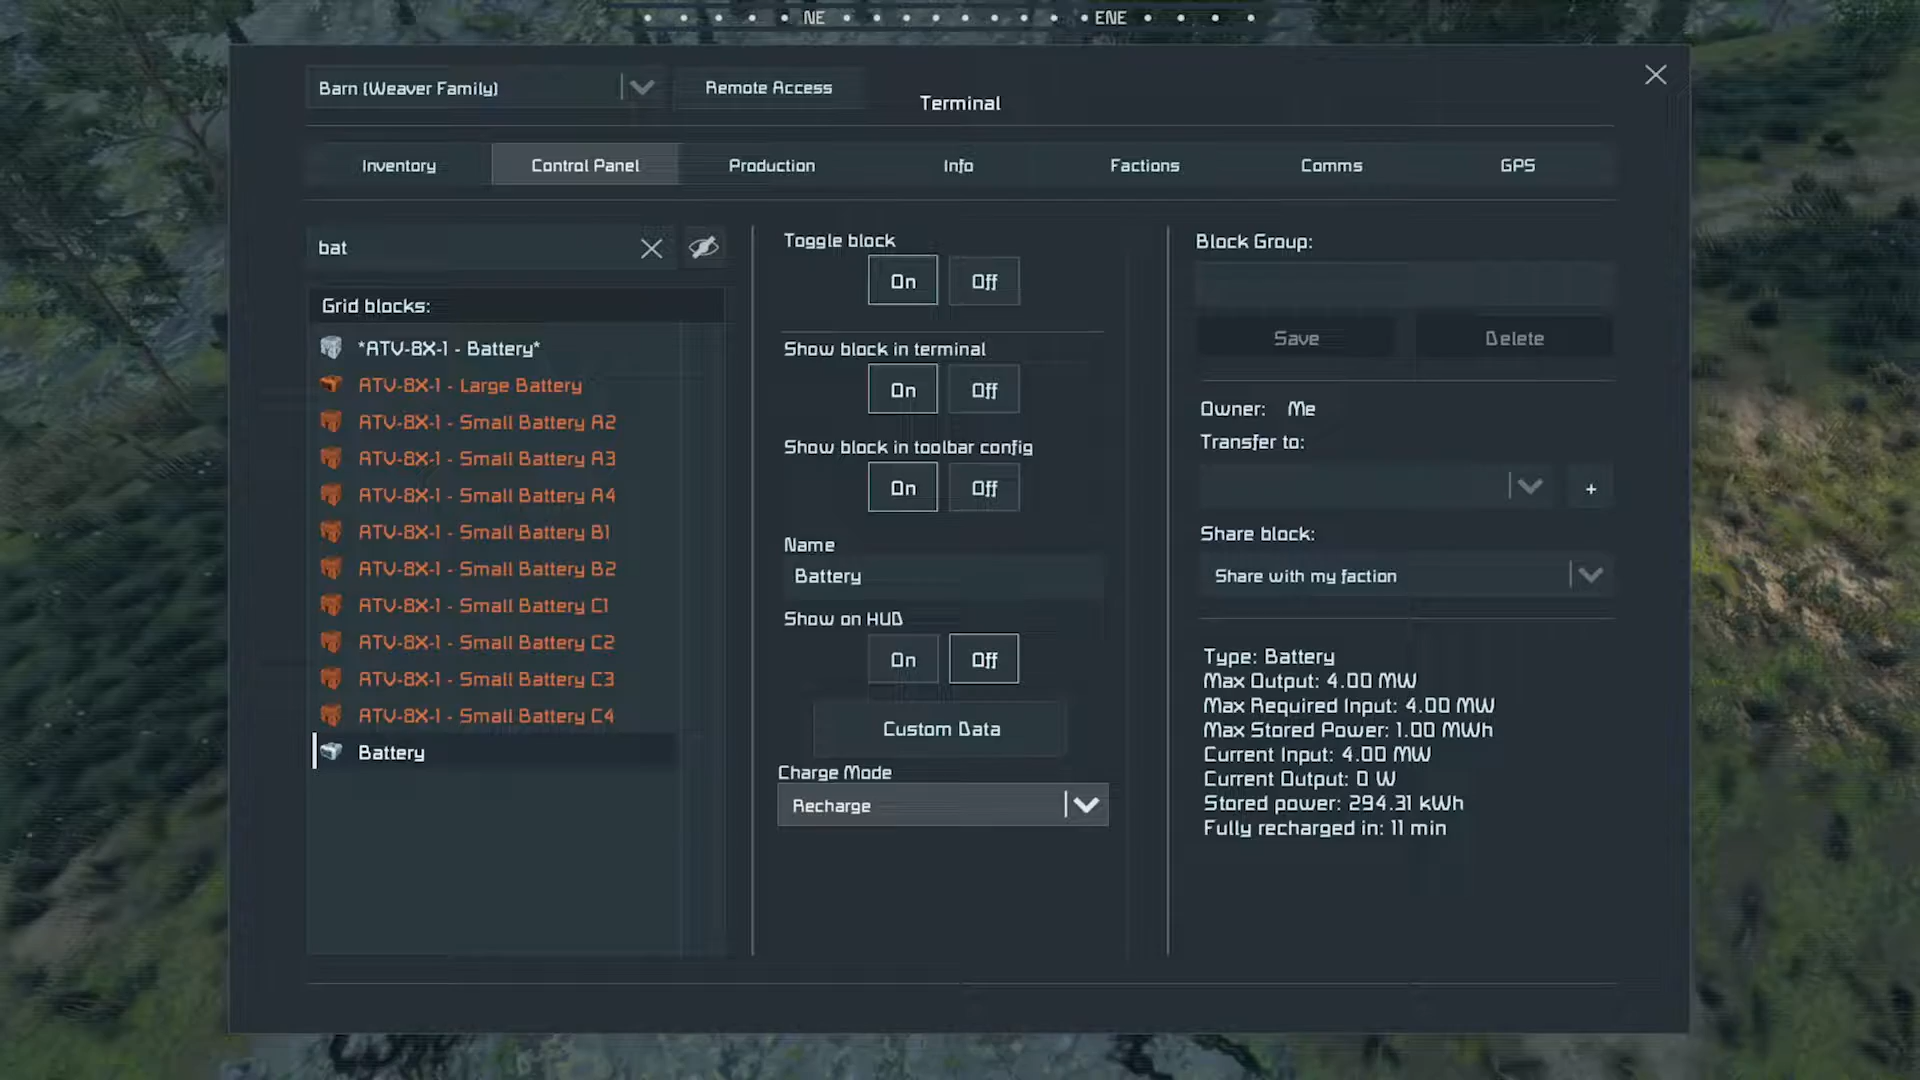 NE
ENE
Barn (Weaver Family)
Remote Access
Terminal
Inventory
Control Panel
Production
Info
Factions
Comms
GPS
bat
Grid blocks:
*ATV-8X-1 - Battery*
ATV-8X-1 - Large Battery
ATV-8X-1 - Small Battery A2
ATV-8X-1 - Small Battery A3
ATV-8X-1 - Small Battery A4
ATV-8X-1 - Small Battery B1
ATV-8X-1 - Small Battery B2
ATV-8X-1 - Small Battery C1
ATV-8X-1 - Small Battery C2
ATV-8X-1 - Small Battery C3
ATV-8X-1 - Small Battery C4
Battery
Toggle block
On Off
Show block in terminal
On Off
Show block in toolbar config
On Off
Name
Battery
Show on HUD
On Off
Custom Data
Charge Mode
Recharge
Block Group:
Save
Delete
Owner: Me
Transfer to:
+
Share block:
Share with my faction
Type: Battery
Max Output: 4.00 MW
Max Required Input: 4.00 MW
Max Stored Power: 1.00 MWh
Current Input: 4.00 MW
Current Output: 0 W
Stored power: 294.31 kWh
Fully recharged in: 11 min